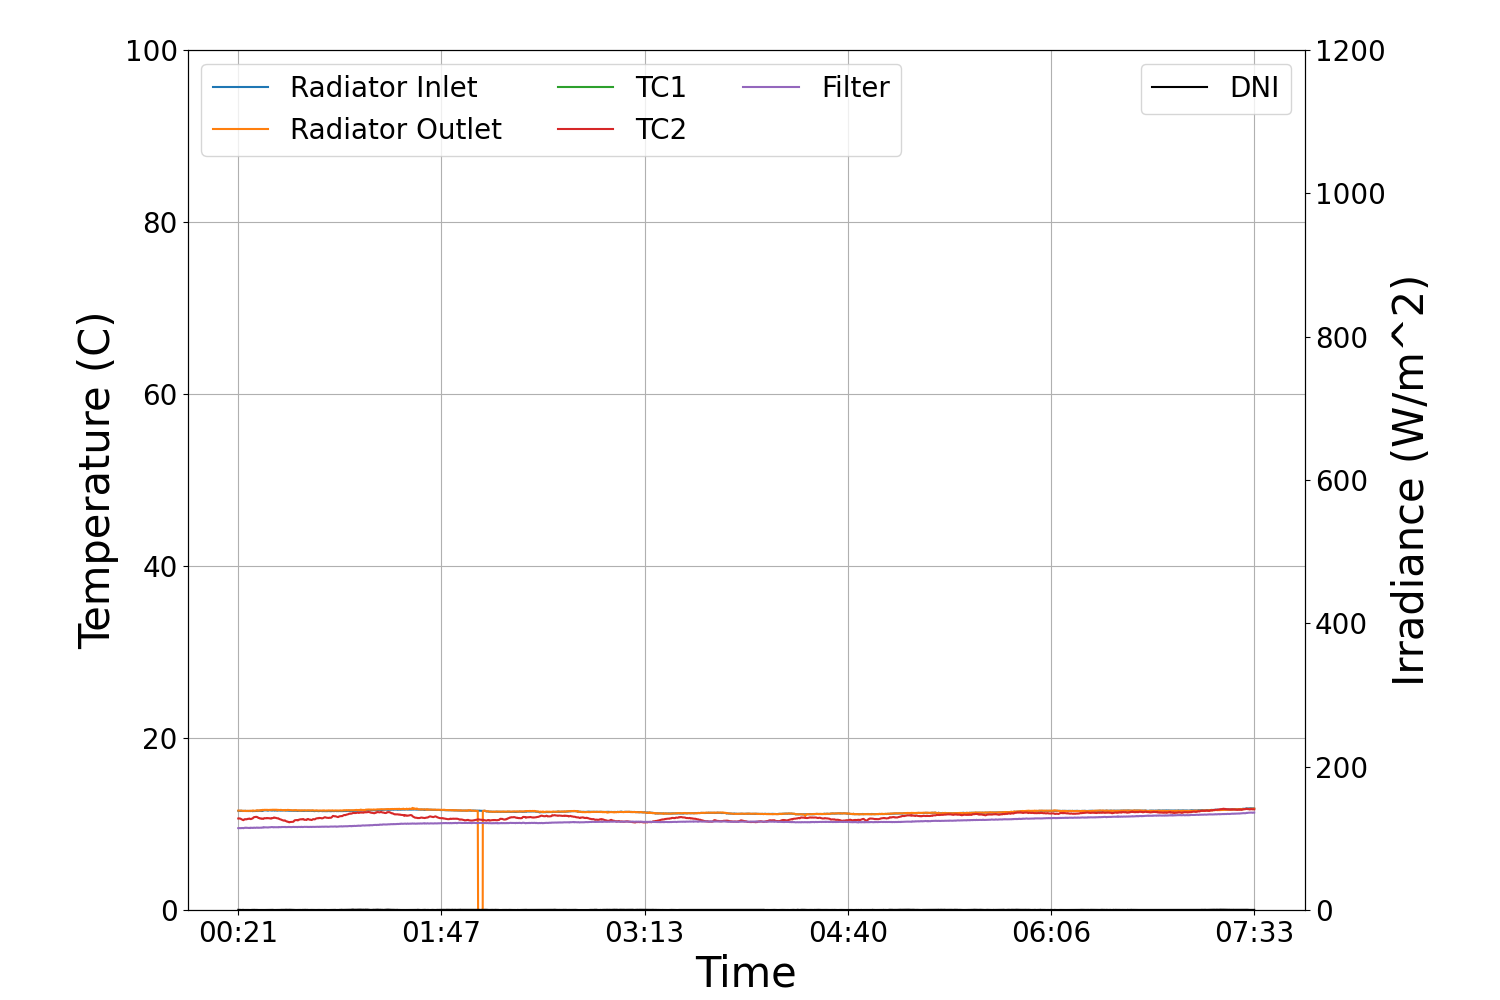 Temperature (C)
100
80
60
40
20
0
Radiator Inlet
Radiator Outlet
TC1
TC2
Filter
DNI
1200
1000
800
600
400
200
0
Irradiance (W/m^2)
00:21 01:47 03:13 04:40 06:06 07:33
Time